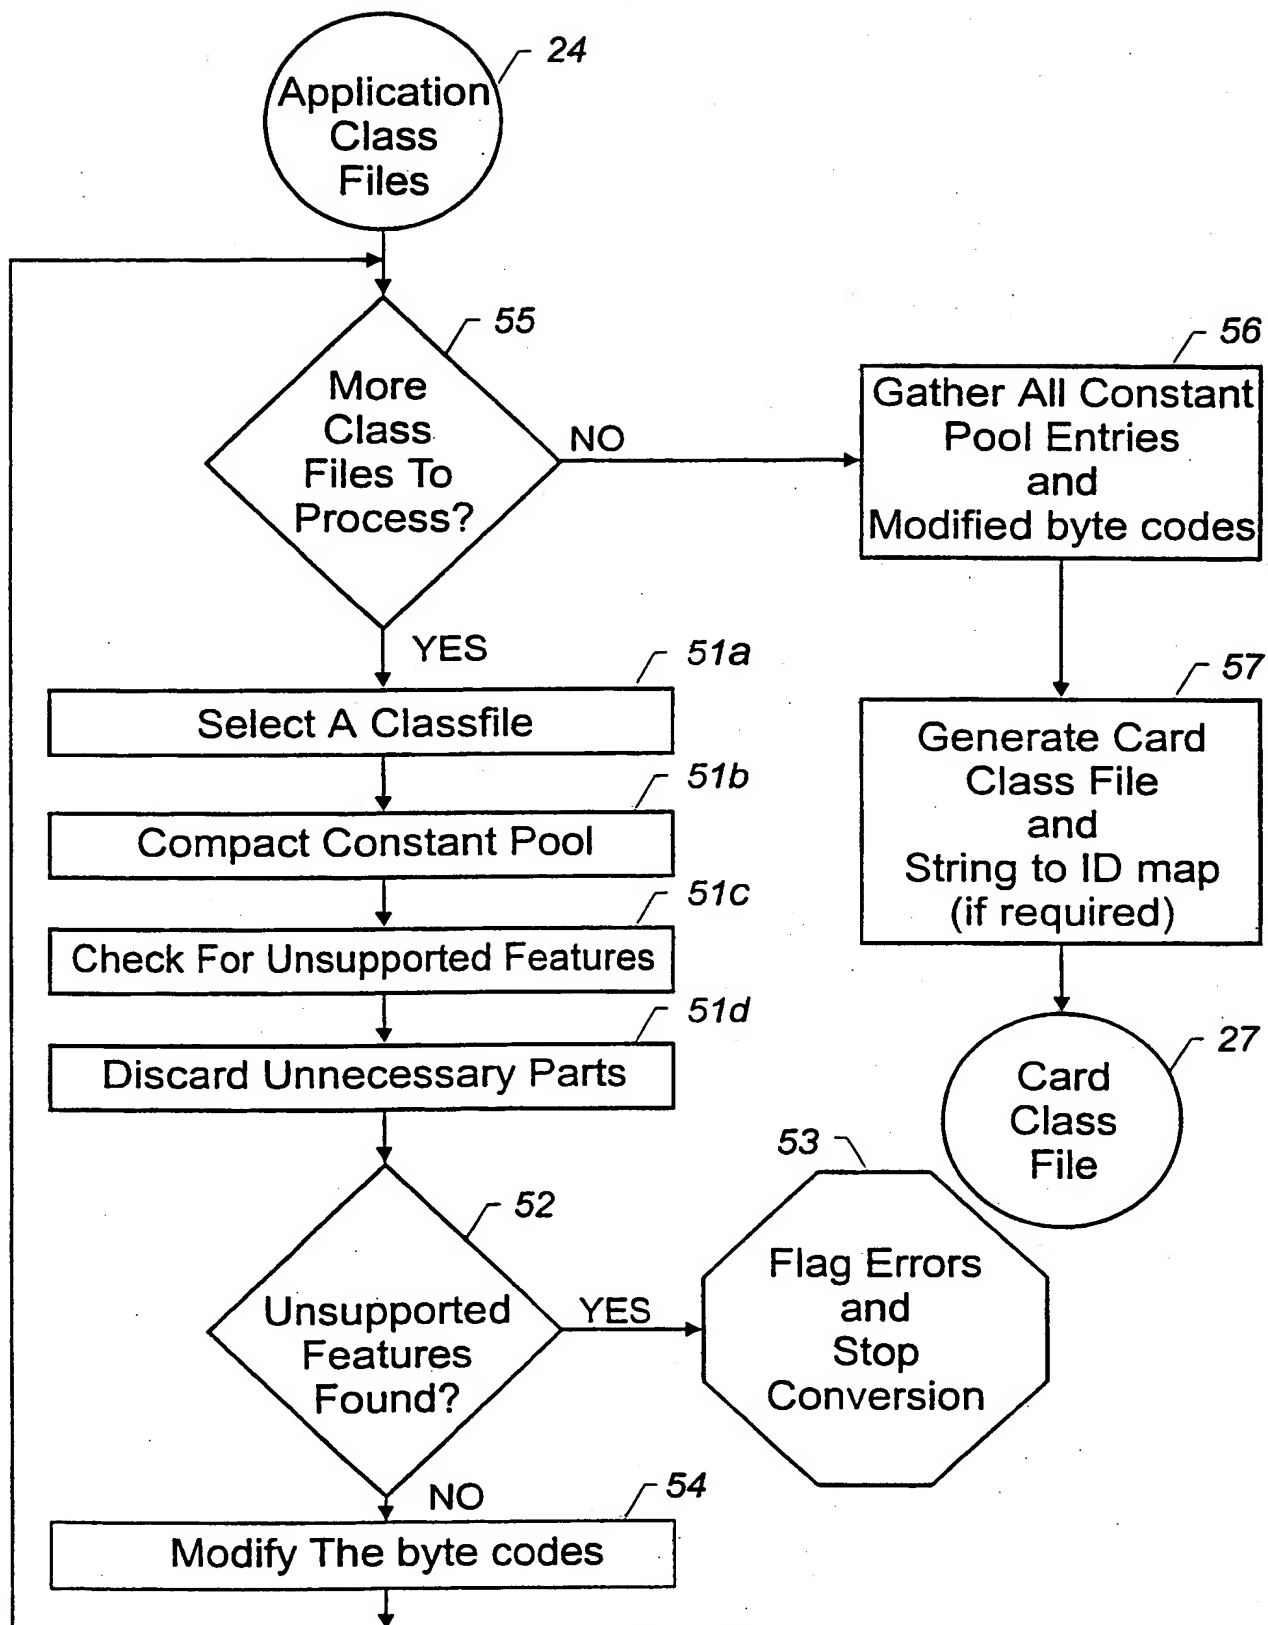 24
Application
Class
Files
55
More
Class
Files To
Process?
NO
YES
56
Gather All Constant
Pool Entries
and
Modified byte codes
57
Generate Card
Class File
and
String to ID map
(if required)
27
Card
Class
File
51a
Select A Classfile
51b
Compact Constant Pool
51c
Check For Unsupported Features
51d
Discard Unnecessary Parts
52
Unsupported
Features
Found?
YES
NO
53
Flag Errors
and
Stop
Conversion
54
Modify The byte codes